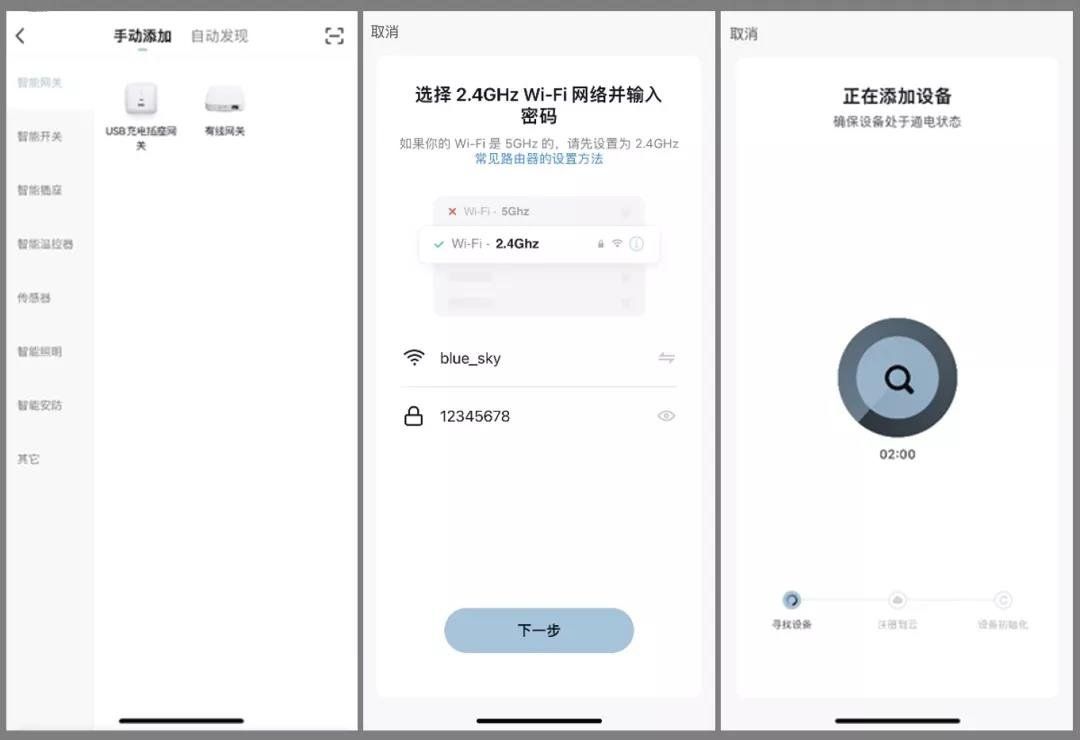 手动添加
自动发现
智能网关
智能开关
智能插座
智能温控器
传感器
智能照明
智能安防
其它
USB充电插座网
关
有线网关
取消
选择 2.4GHz Wi-Fi 网络并输入
密码
如果你的 Wi-Fi 是 5GHz 的，请先设置为 2.4GHz
常见路由器的设置方法
Wi-Fi - 5Ghz
Wi-Fi - 2.4Ghz
blue_sky
12345678
下一步
取消
正在添加设备
确保设备处于通电状态
02:00
寻找设备
注册到云
设备初始化